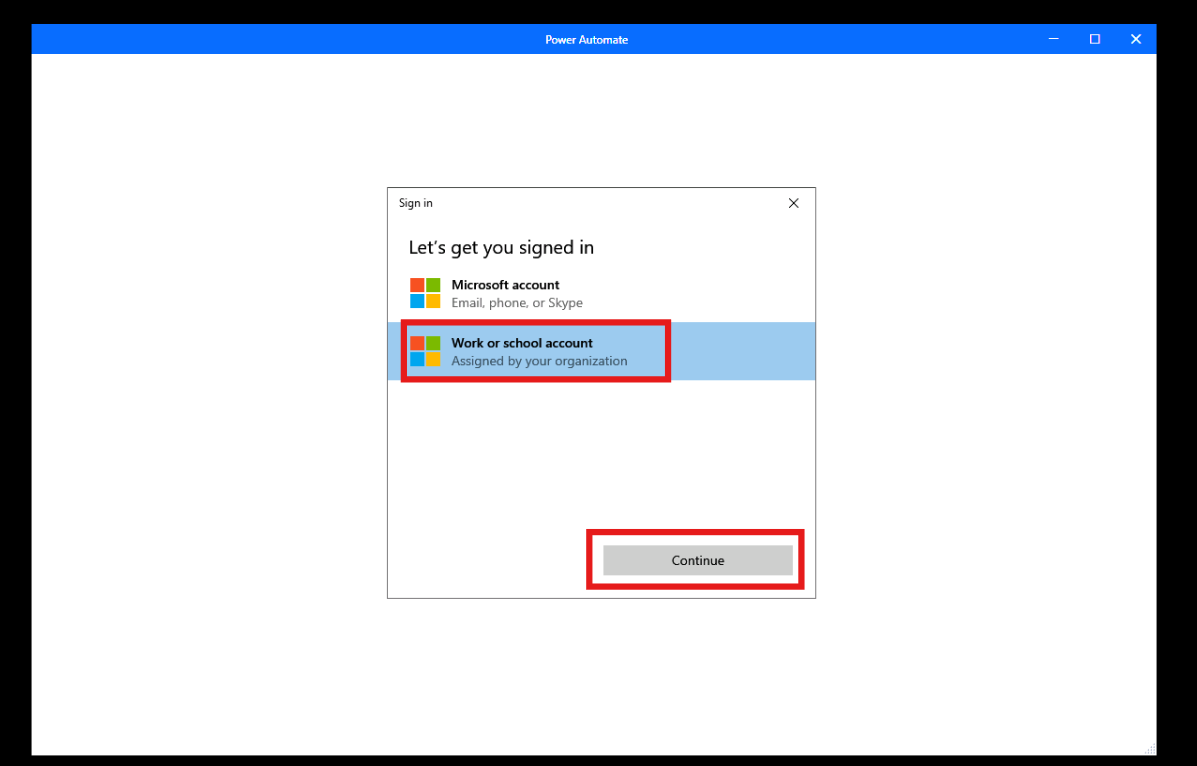 Power Automate
Sign in
Let's get you signed in
Microsoft account
Email, phone, or Skype
Work or school account
Assigned by your organization
Continue